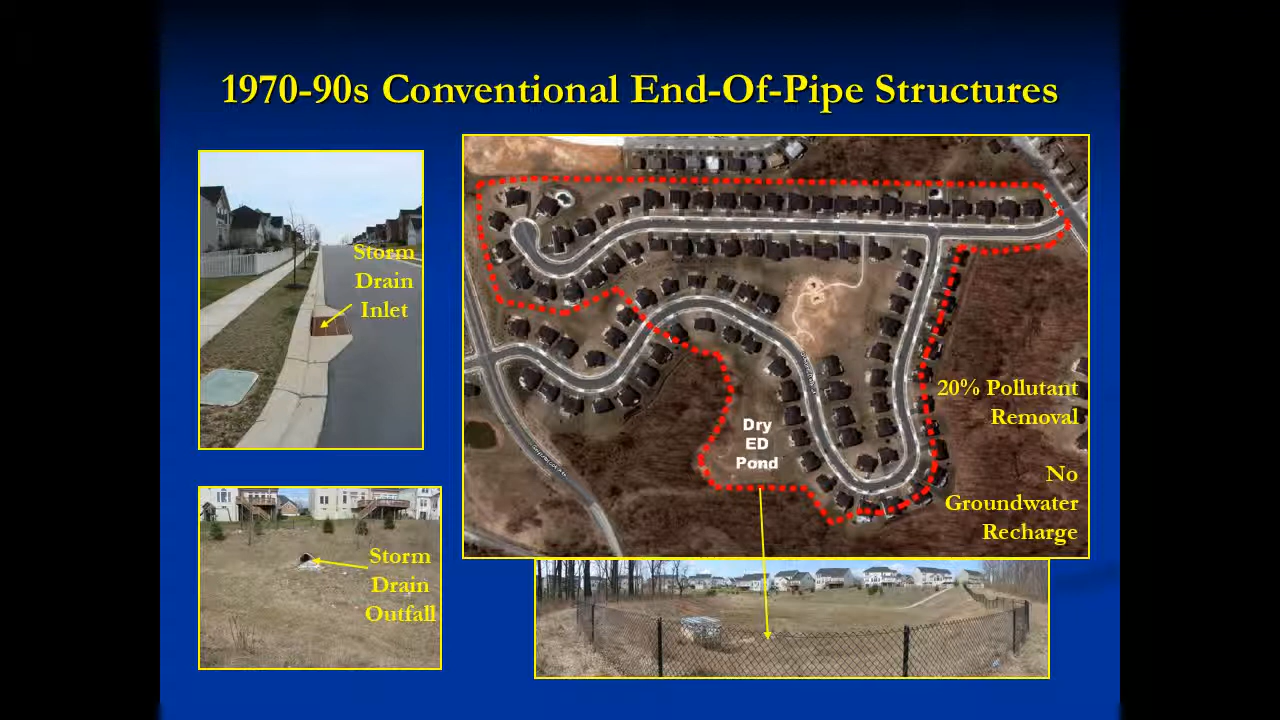 1970-90s Conventional End-Of-Pipe Structures
Storm
Drain
Inlet
Dry
ED
Pond
20% Pollutant
Removal
No
Groundwater
Recharge
Storm
Drain
Outfall